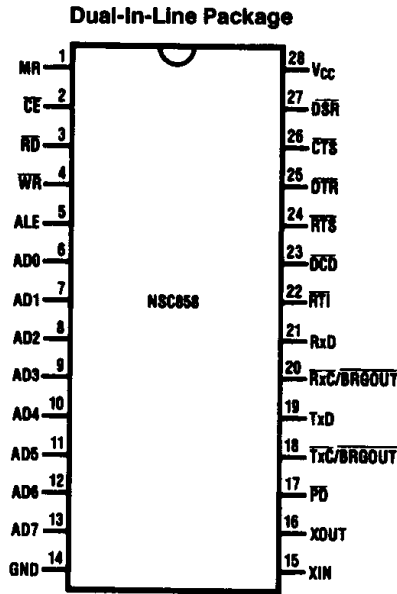 Dual-In-Line Package
MR 1 28 VCC
CE 2 27 DSR
RD 3 26 CTS
WR 4 25 DTR
ALE 5 24 RTS
AD0 6 23 DCD
AD1 7 22 RTI
NSC858
AD2 8 21 RxD
AD3 9 20 RxC/BRGOUT
AD4 10 19 TxD
AD5 11 18 TxC/BRGOUT
AD6 12 17 PD
AD7 13 16 XOUT
GND 14 15 XIN